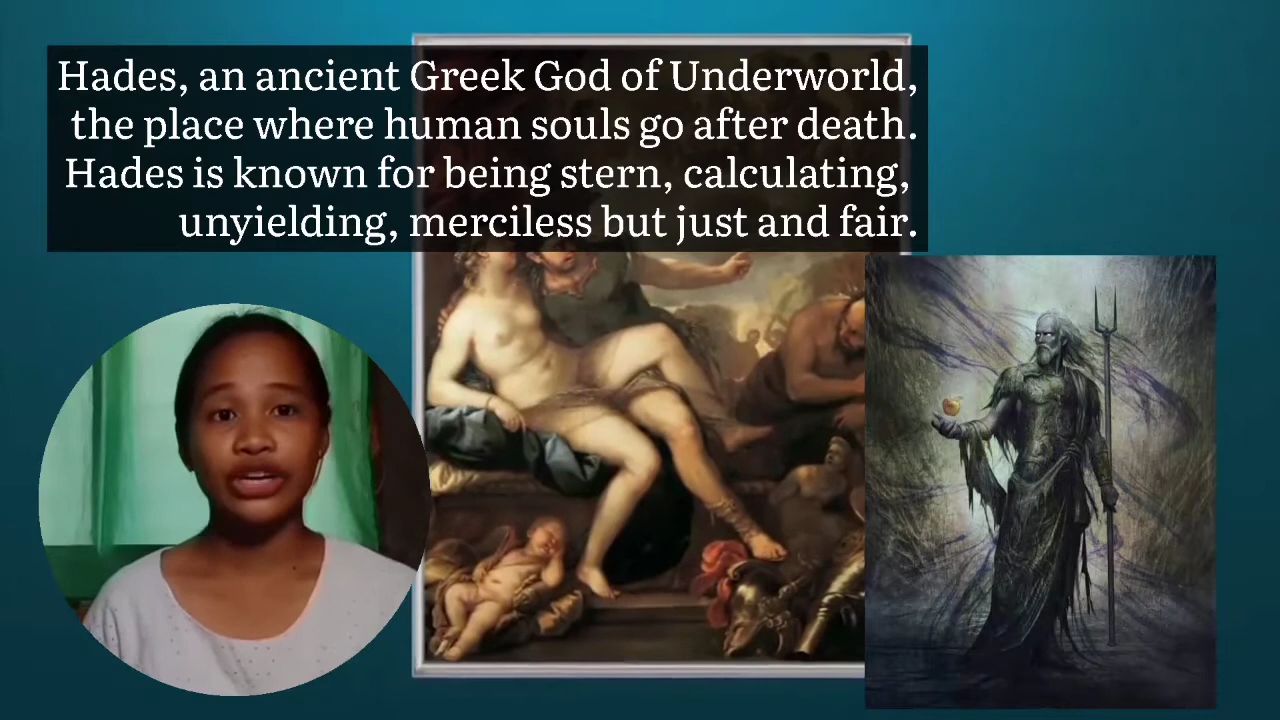 Hades, an ancient Greek God of Underworld,
the place where human souls go after death.
Hades is known for being stern, calculating,
unyielding, merciless but just and fair.